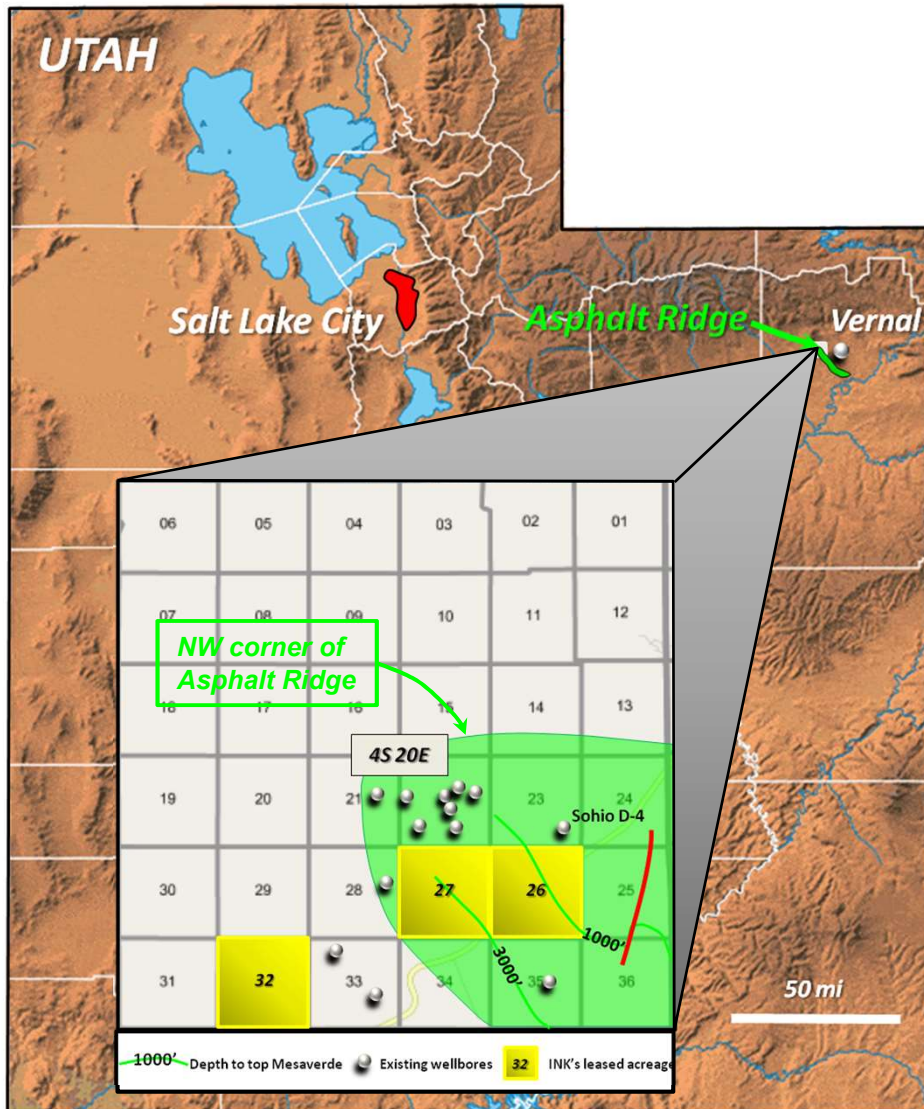 UTAH
Salt Lake City
Asphalt Ridge
Vernal
06 05 04 03 02 01
07 08 09 10 11 12
NW corner of
Asphalt Ridge
18 17 16 15 14 13
4S 20E
19 20 21 23 24
Sohio D-4
30 29 28 27 26 25
1000'
3000'
31 32 33 34 35 36
50 mi
1000' Depth to top Mesaverde Existing wellbores 32 INK's leased acreage